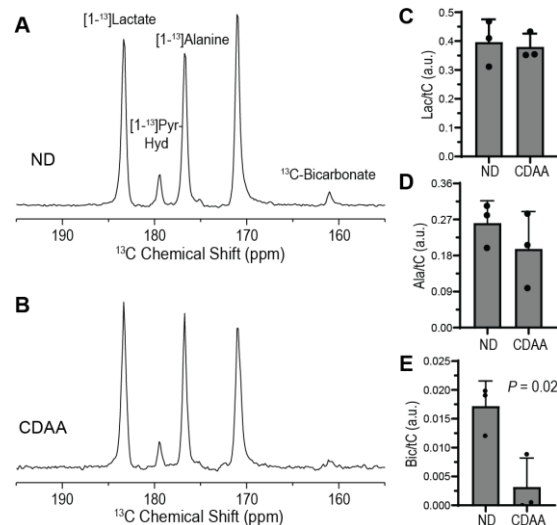 A
[1-¹³]Lactate
[1-¹³]Alanine
[1-¹³]Pyr-
Hyd
¹³C-Bicarbonate
ND
195 190 180 170 160
¹³C Chemical Shift (ppm)
B
CDAA
195 190 180 170 160
¹³C Chemical Shift (ppm)
C
Lac/tC (a.u.)
0.5
0.4
0.3
0.2
0.1
0.0
ND CDAA
D
Ala/tC (a.u.)
0.36
0.27
0.18
0.09
0.00
ND CDAA
E
Bic/tC (a.u.)
0.025
0.020
0.015
0.010
0.005
0.000
P = 0.02
ND CDAA